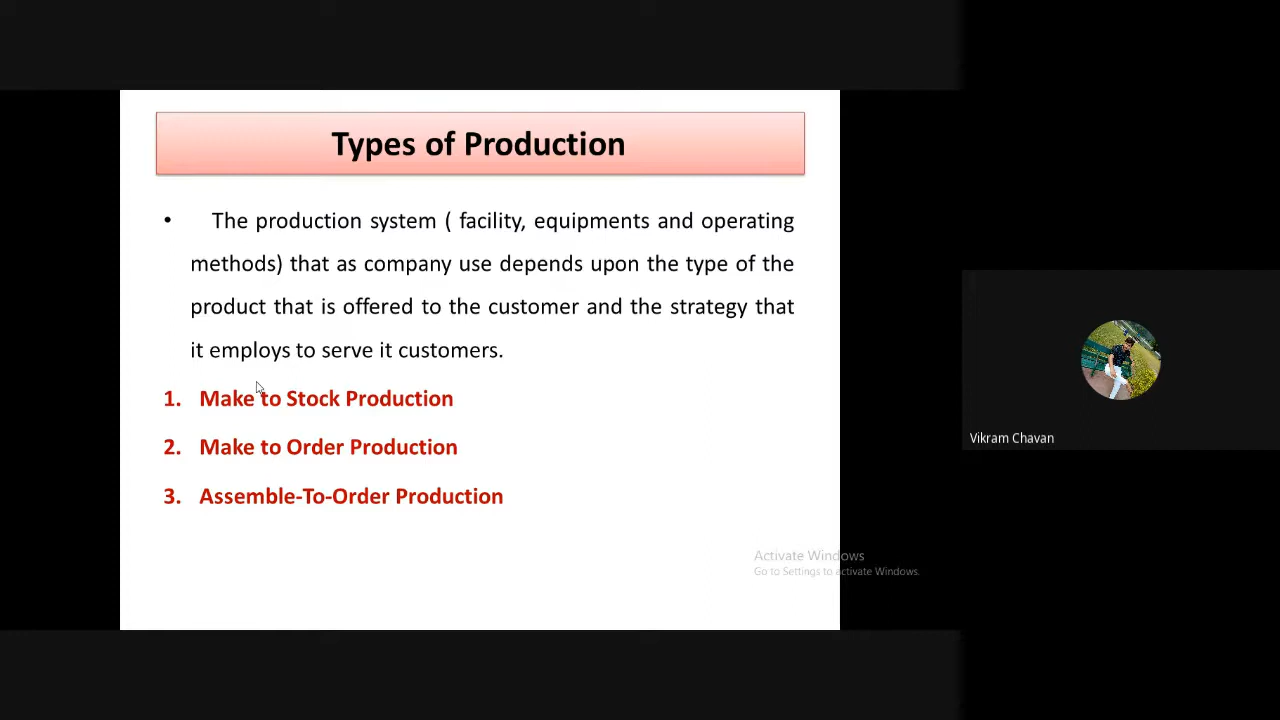 Types of Production
• The production system ( facility, equipments and operating
methods) that as company use depends upon the type of the
product that is offered to the customer and the strategy that
it employs to serve it customers.
1. Make to Stock Production
2. Make to Order Production
3. Assemble-To-Order Production
Activate Windows
Go to Settings to activate Windows.
Vikram Chavan